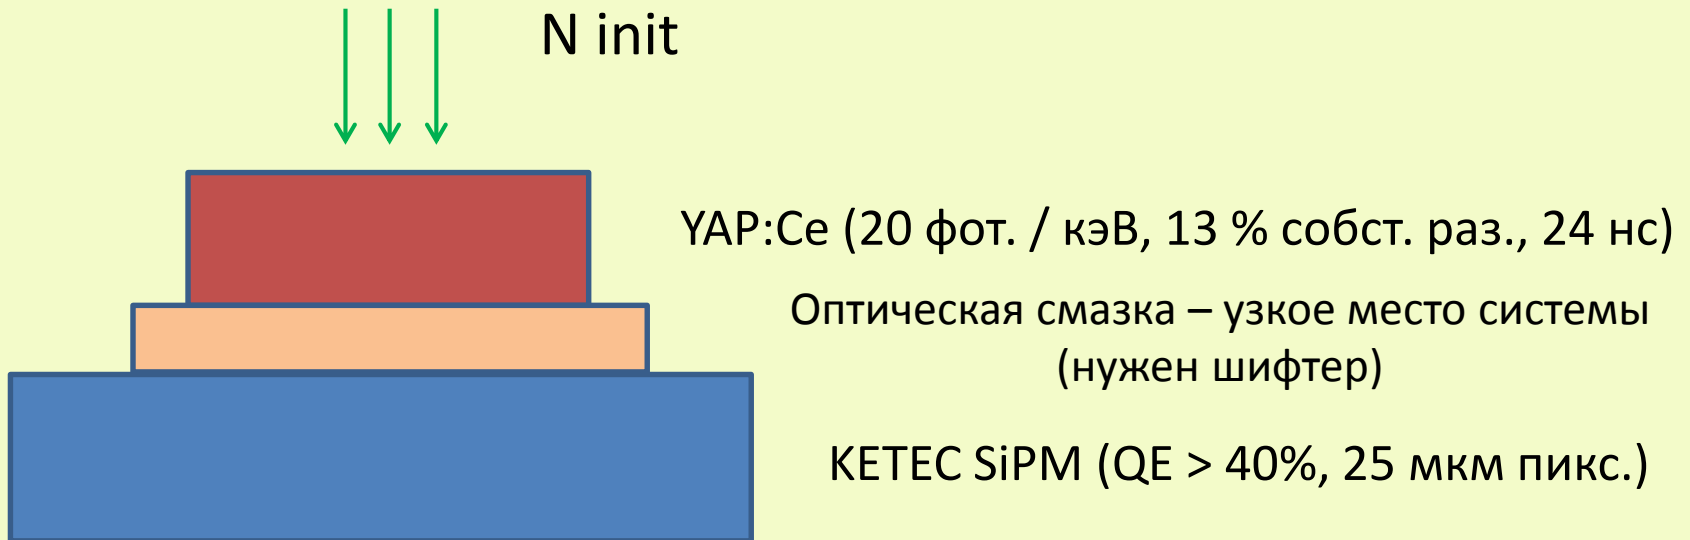 N init
YAP:Ce (20 фот. / кэВ, 13 % собст. раз., 24 нс)
Оптическая смазка – узкое место системы
(нужен шифтер)
KETEC SiPM (QE > 40%, 25 мкм пикс.)